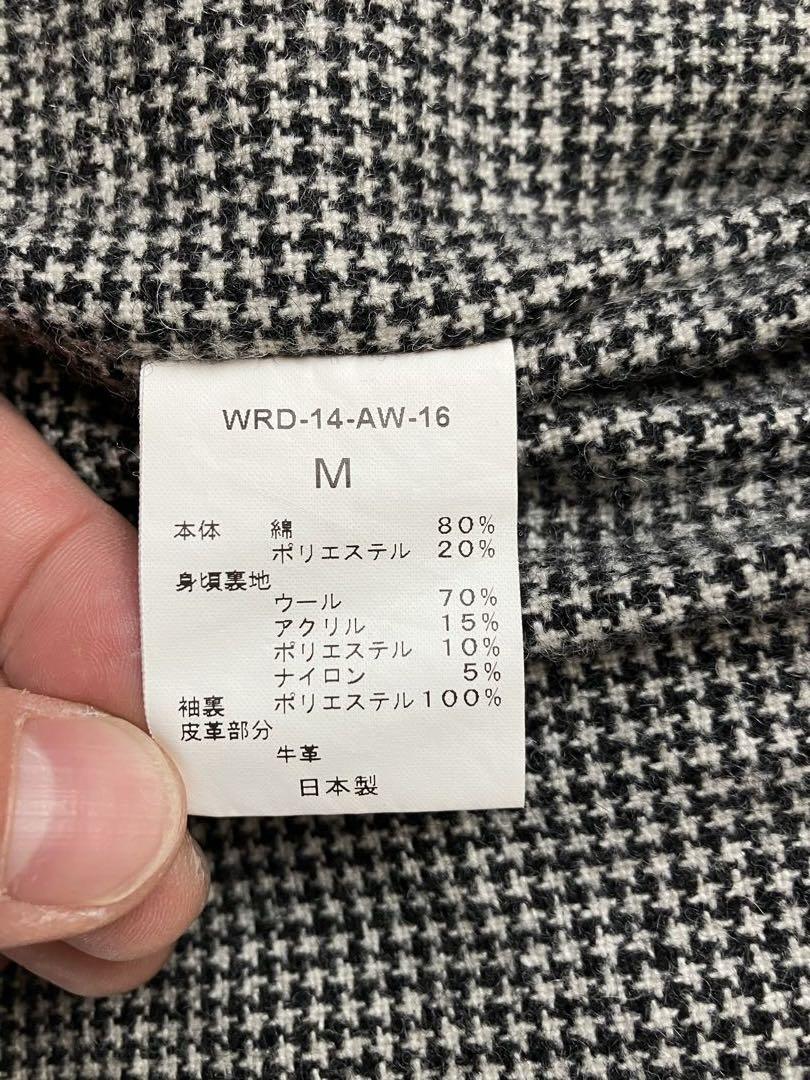 WRD-14-AW-16
M
本体 綿 80%
ポリエステル 20%
身頃裏地
ウール 70%
アクリル 15%
ポリエステル 10%
ナイロン 5%
袖裏 ポリエステル100%
皮革部分
牛革
日本製